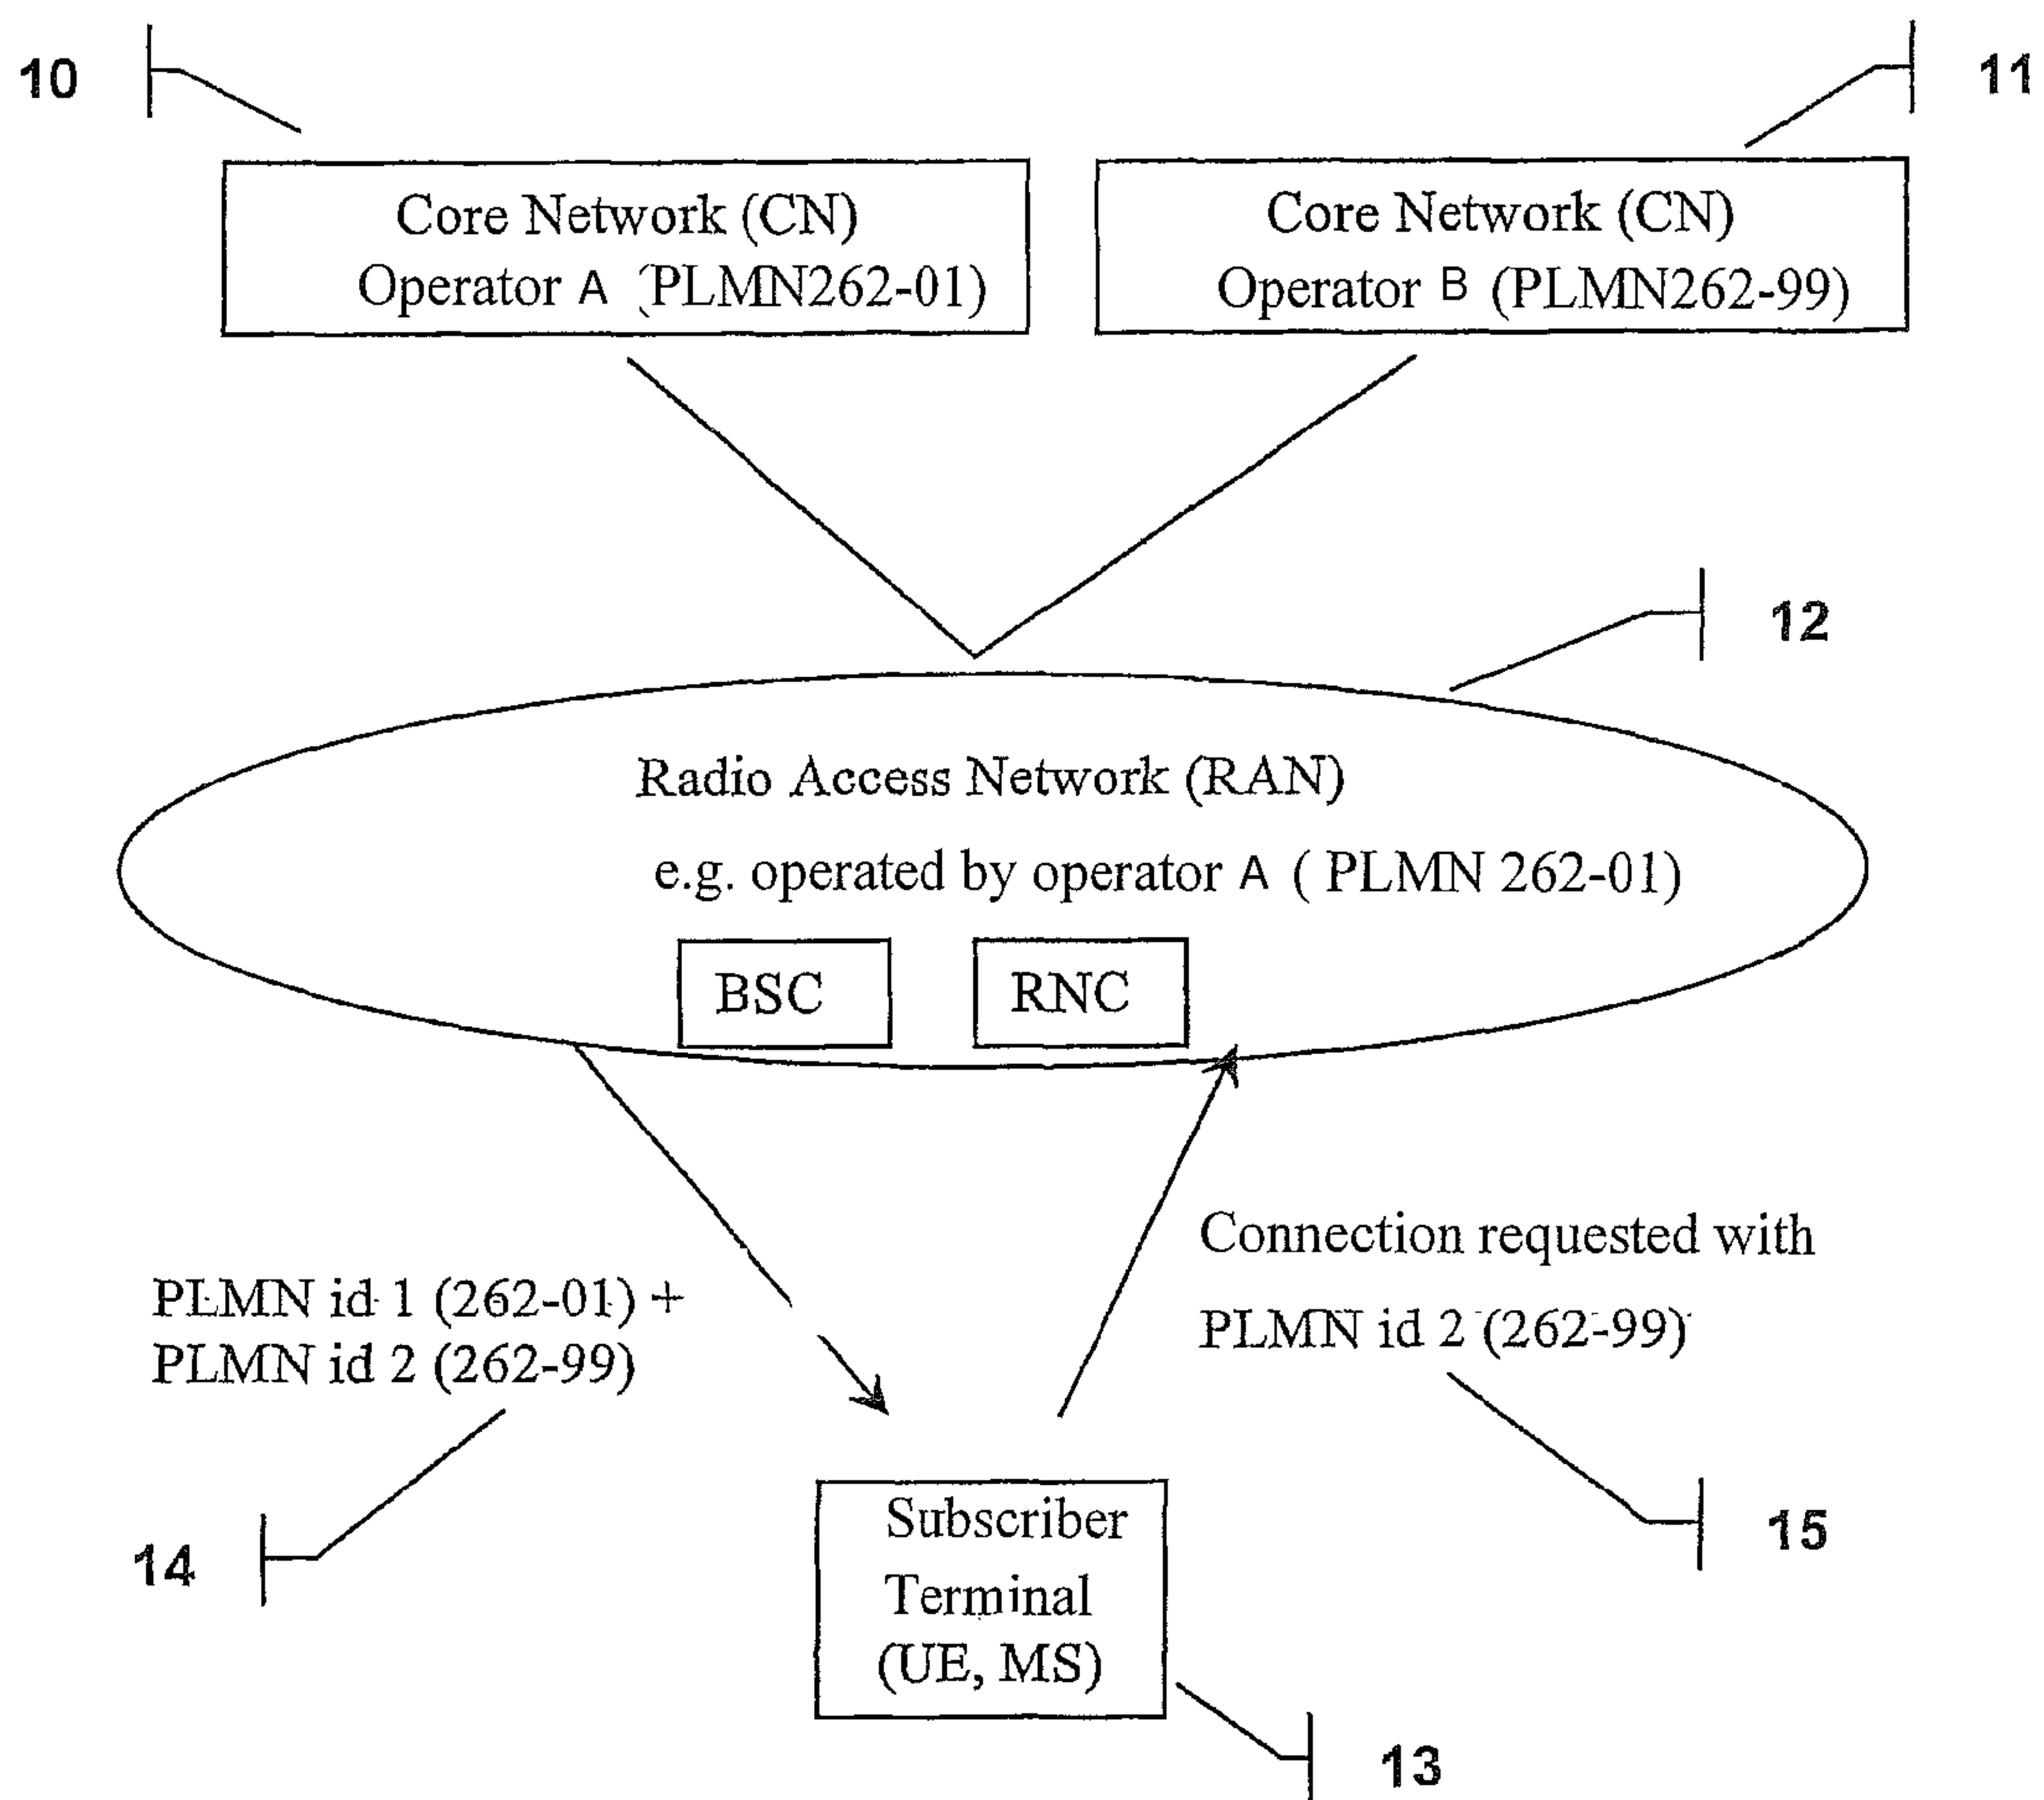 10
11
Core Network (CN)
Operator A (PLMN262-01)
Core Network (CN)
Operator B (PLMN262-99)
12
Radio Access Network (RAN)
e.g. operated by operator A ( PLMN 262-01)
BSC
RNC
Connection requested with
PLMN id 2 (262-99)
PLMN id 1 (262-01) +
PLMN id 2 (262-99)
14
15
Subscriber
Terminal
(UE, MS)
13